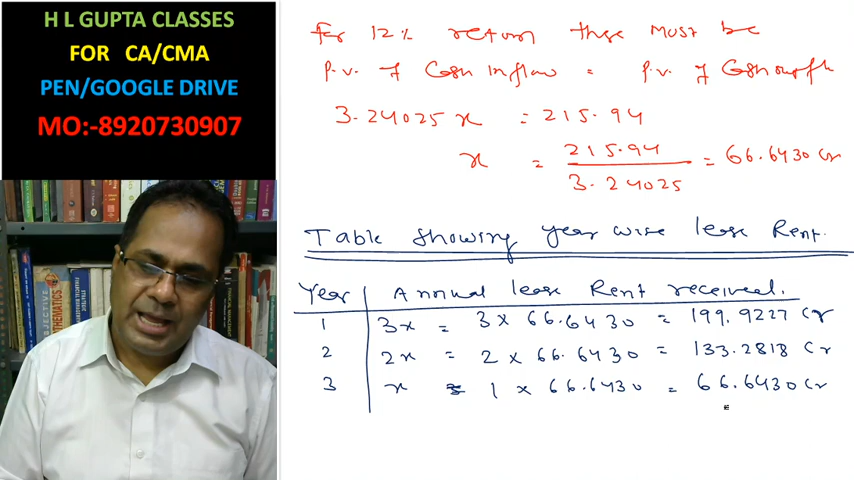 H L GUPTA CLASSES
FOR CA/CMA
PEN/GOOGLE DRIVE
MO:-8920730907
For 12% return there must be
P.V. of Cash inflow = P.V. of Cash outflow
3.24025 x = 215.94
x = 215.94 / 3.24025 = 66.6430 Cr
Table Showing year wise lease Rent.
Year | Annual lease Rent received.
1 | 3x = 3 x 66.6430 = 199.9227 Cr
2 | 2x = 2 x 66.6430 = 133.2818 Cr
3 | x = 1 x 66.6430 = 66.6430 Cr